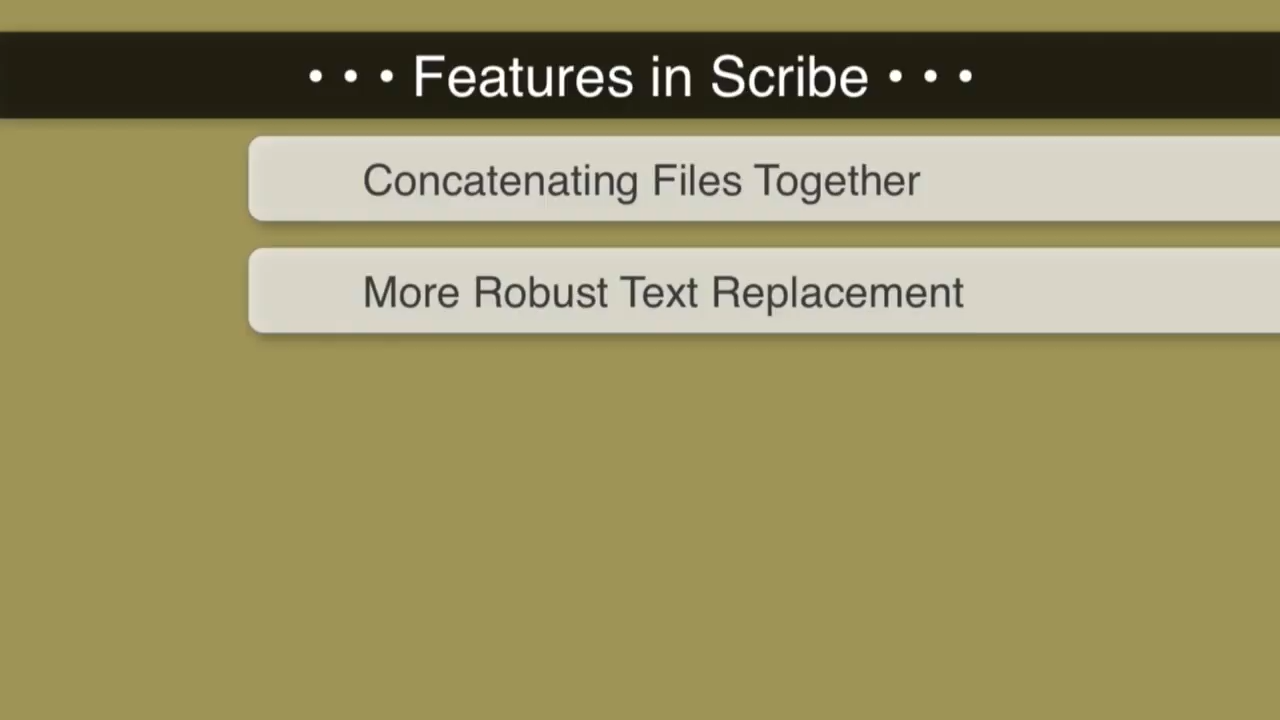 • • • Features in Scribe • • •
Concatenating Files Together
More Robust Text Replacement